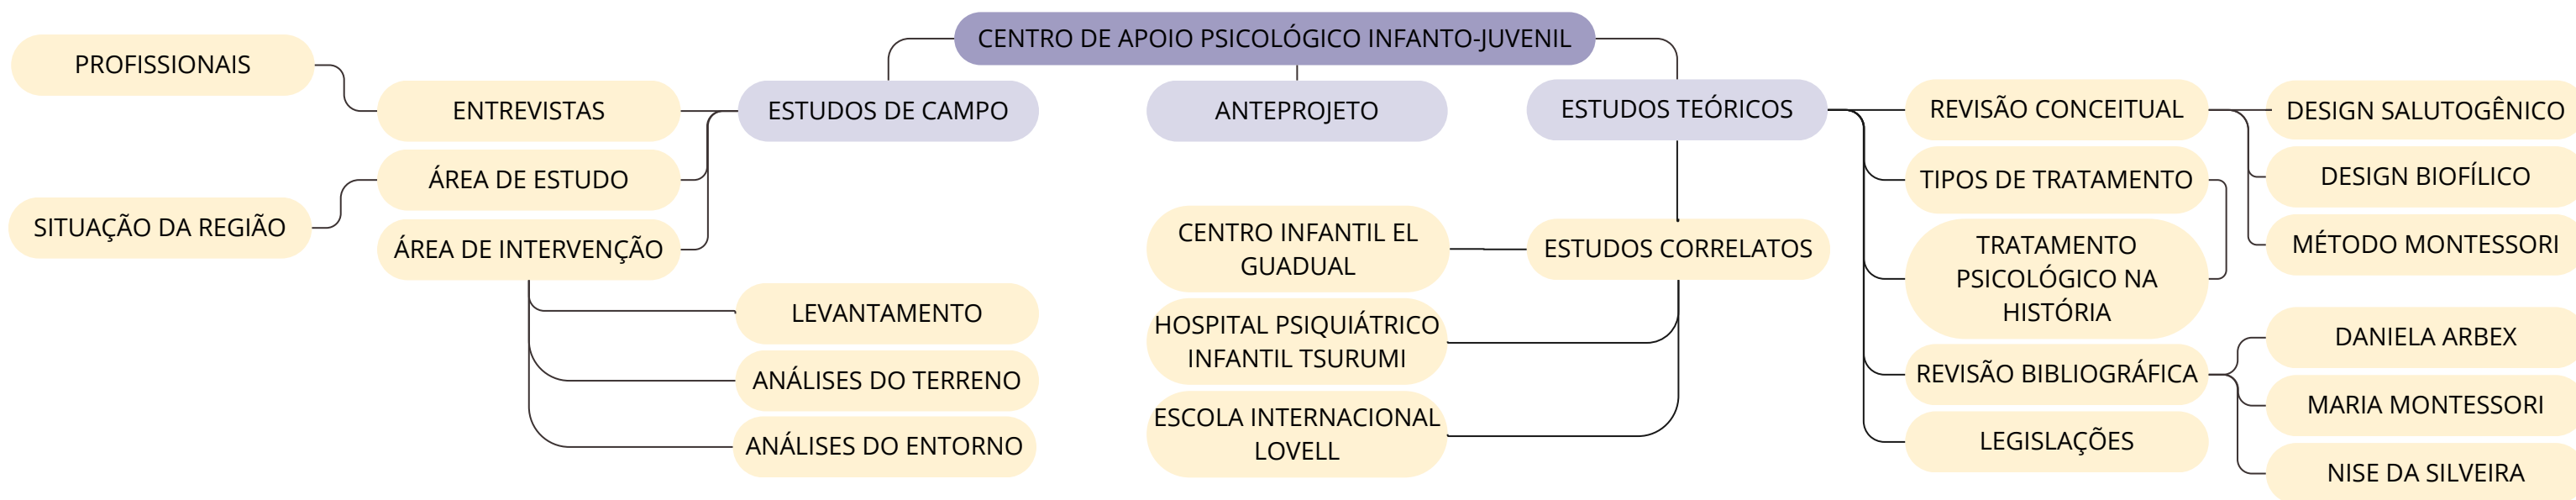 CENTRO DE APOIO PSICOLÓGICO INFANTO-JUVENIL
PROFISSIONAIS
ENTREVISTAS
ESTUDOS DE CAMPO
ÁREA DE ESTUDO
SITUAÇÃO DA REGIÃO
ÁREA DE INTERVENÇÃO
LEVANTAMENTO
ANÁLISES DO TERRENO
ANÁLISES DO ENTORNO
ANTEPROJETO
ESTUDOS TEÓRICOS
ESTUDOS CORRELATOS
CENTRO INFANTIL EL
GUADUAL
HOSPITAL PSIQUIÁTRICO
INFANTIL TSURUMI
ESCOLA INTERNACIONAL
LOVELL
REVISÃO CONCEITUAL
DESIGN SALUTOGÊNICO
DESIGN BIOFÍLICO
MÉTODO MONTESSORI
TIPOS DE TRATAMENTO
TRATAMENTO
PSICOLÓGICO NA
HISTÓRIA
REVISÃO BIBLIOGRÁFICA
DANIELA ARBEX
MARIA MONTESSORI
NISE DA SILVEIRA
LEGISLAÇÕES